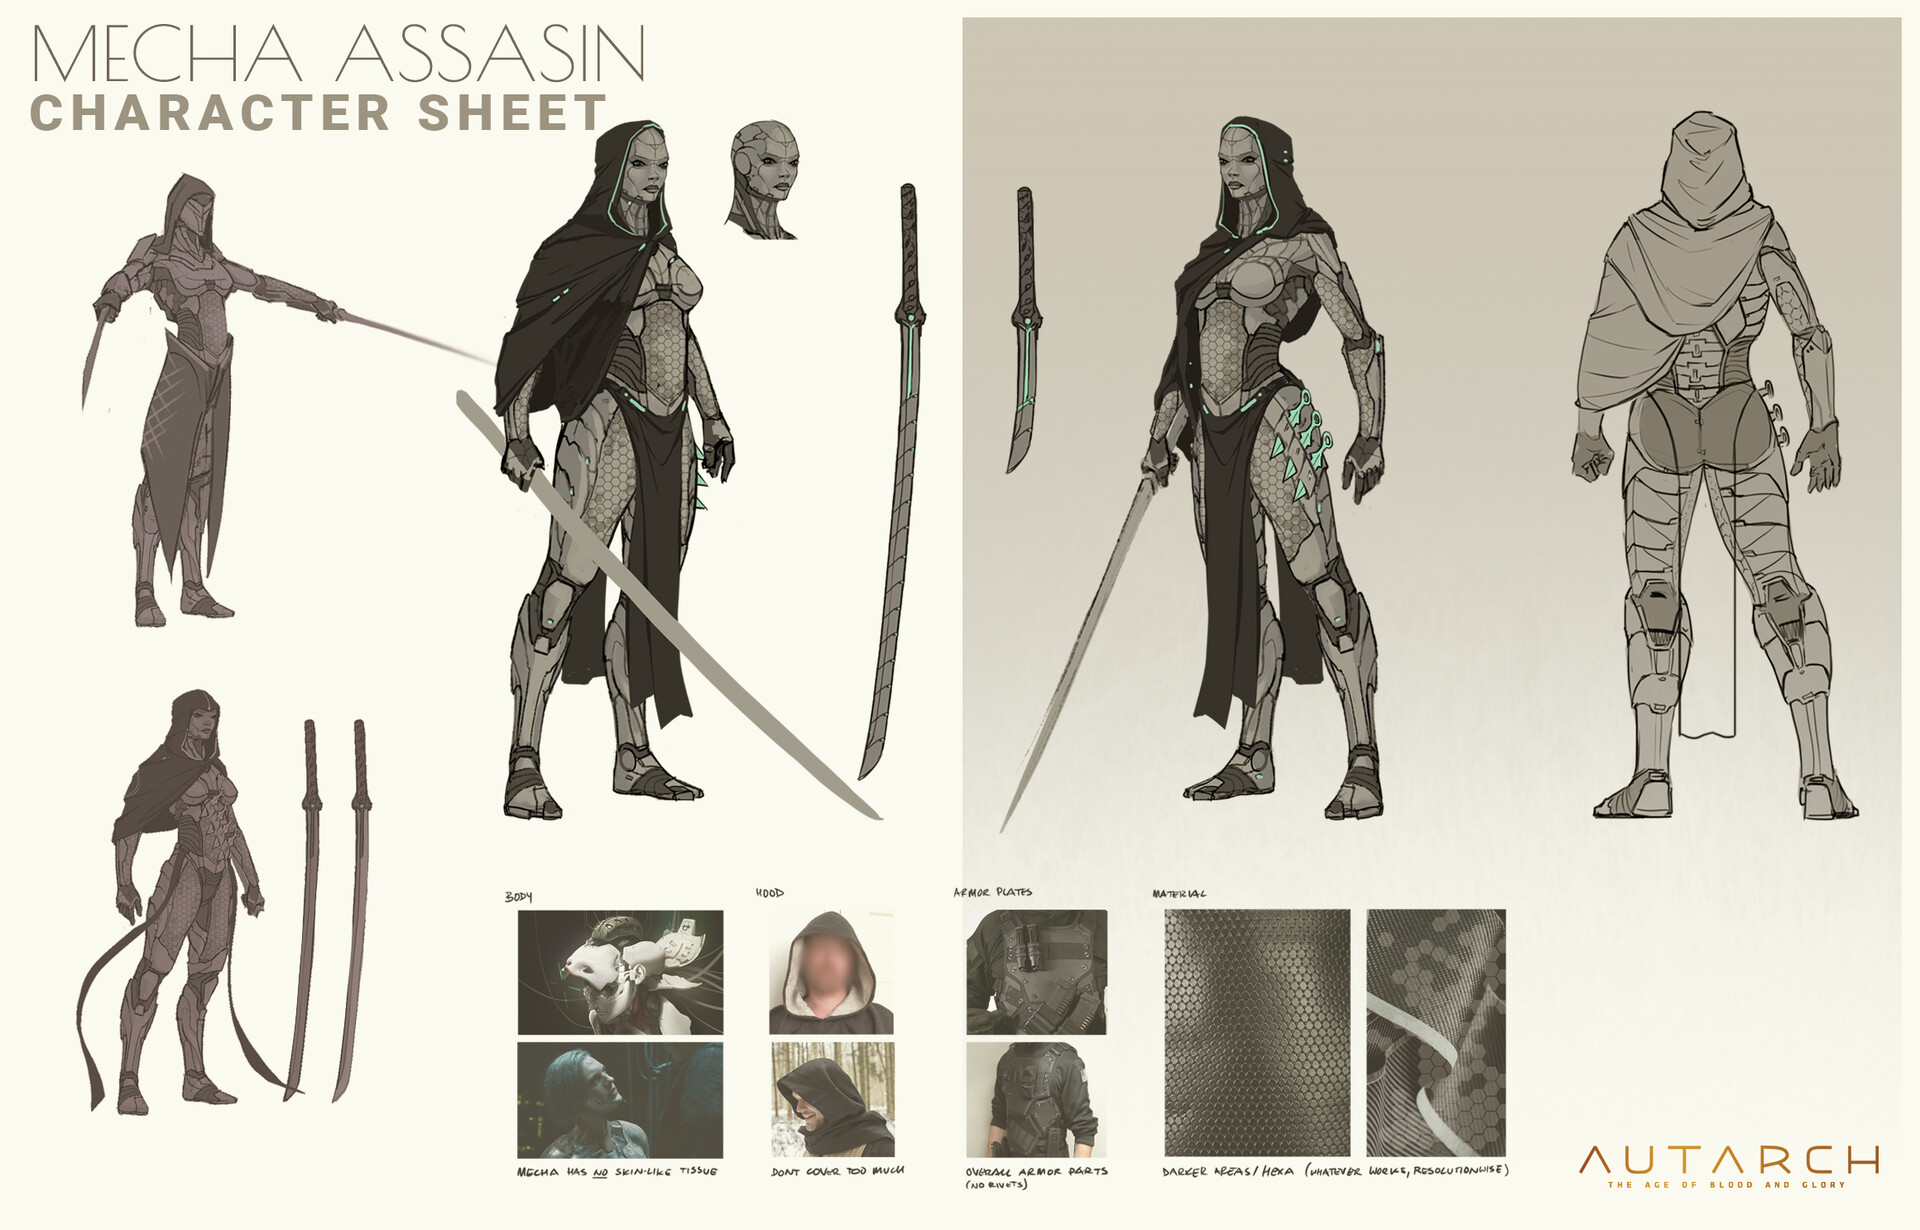 MECHA ASSASIN
CHARACTER SHEET
BODY
HOOD
ARMOR PLATES
MATERIAL
MECHA HAS NO SKIN-LIKE TISSUE
DONT COVER TOO MUCH
OVERALL ARMOR PARTS
(NO RIVETS)
DARKER AREAS/HEXA (WHATEVER WORKS, RESOLUTIONWISE)
AUTARCH
THE AGE OF BLOOD AND GLORY